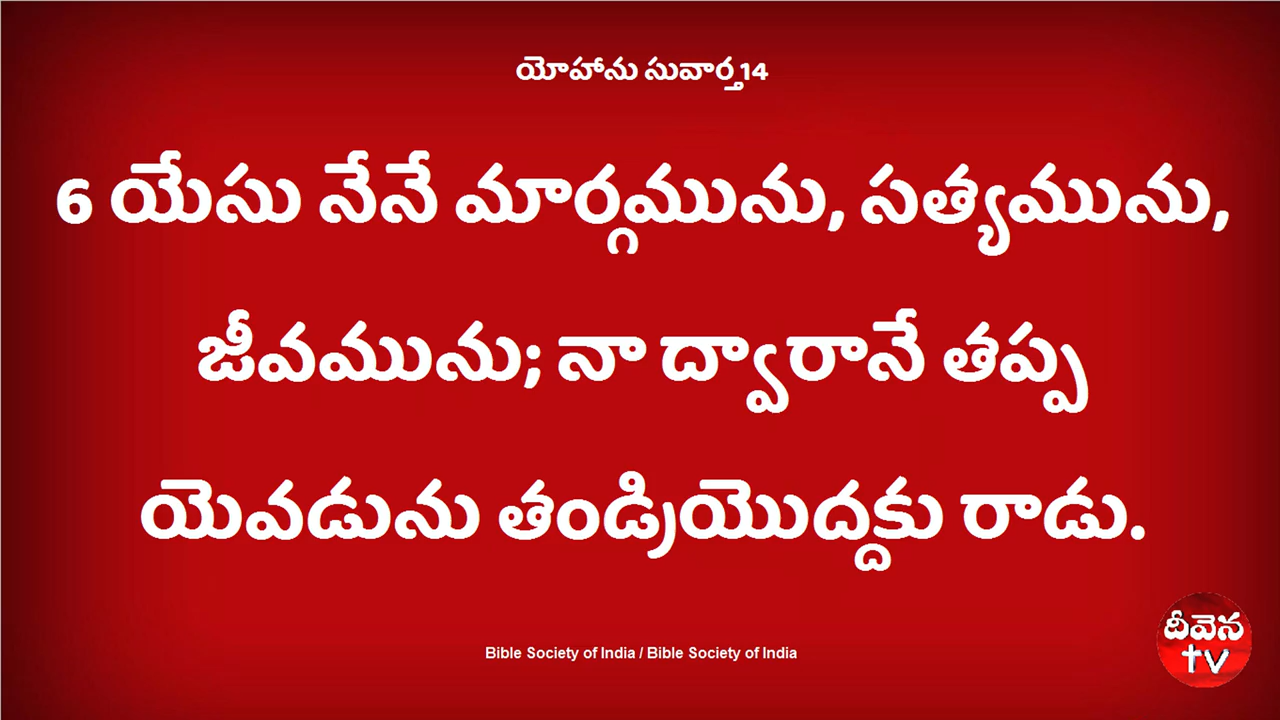 యోహాను సువార్త14
6 యేసు నేనే మార్గమును, సత్యమును,
జీవమును; నా ద్వారానే తప్ప
యెవడును తండ్రియొద్దకు రాడు.
Bible Society of India / Bible Society of India
దీవెన
tv